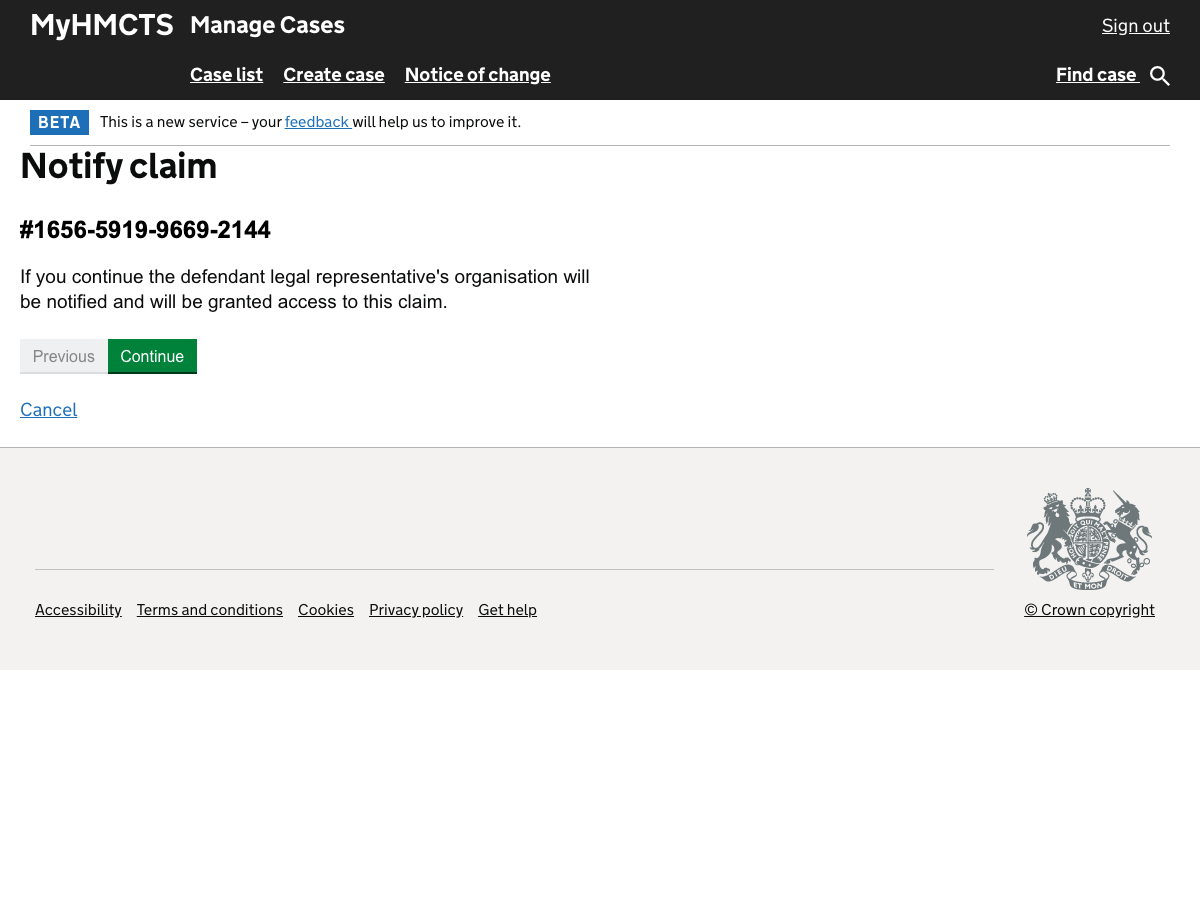 MyHMCTS Manage Cases Sign out
Case list Create case Notice of change Find case
BETA This is a new service – your feedback will help us to improve it.
Notify claim
#1656-5919-9669-2144
If you continue the defendant legal representative's organisation will
be notified and will be granted access to this claim.
Previous Continue
Cancel
DIEU ET MON DROIT
Accessibility Terms and conditions Cookies Privacy policy Get help © Crown copyright